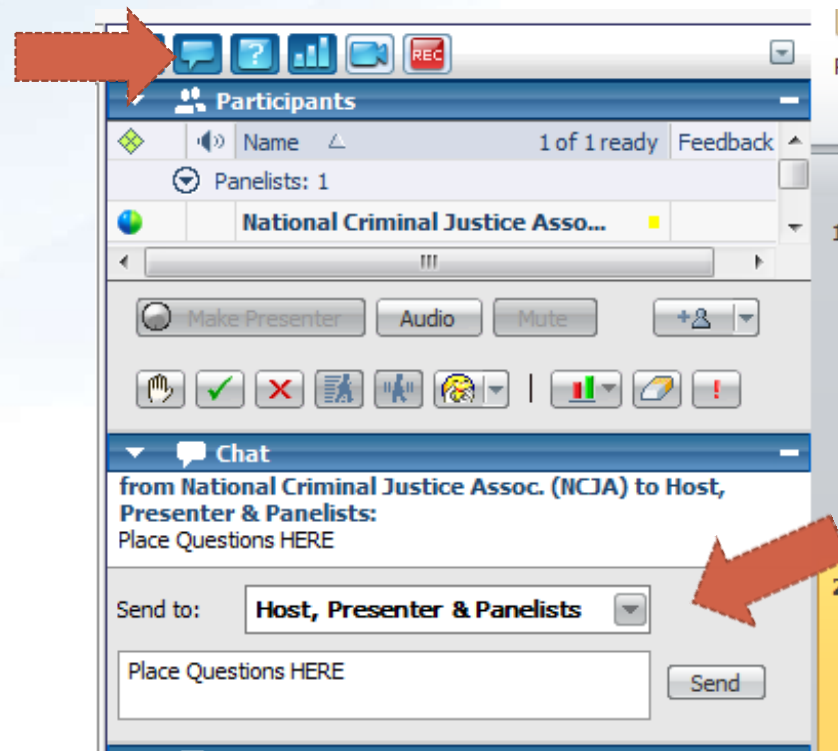 REC
Participants
Name 1 of 1 ready Feedback
Panelists: 1
National Criminal Justice Asso...
Make Presenter Audio Mute
Chat
from National Criminal Justice Assoc. (NCJA) to Host,
Presenter & Panelists:
Place Questions HERE
Send to: Host, Presenter & Panelists
Place Questions HERE
Send